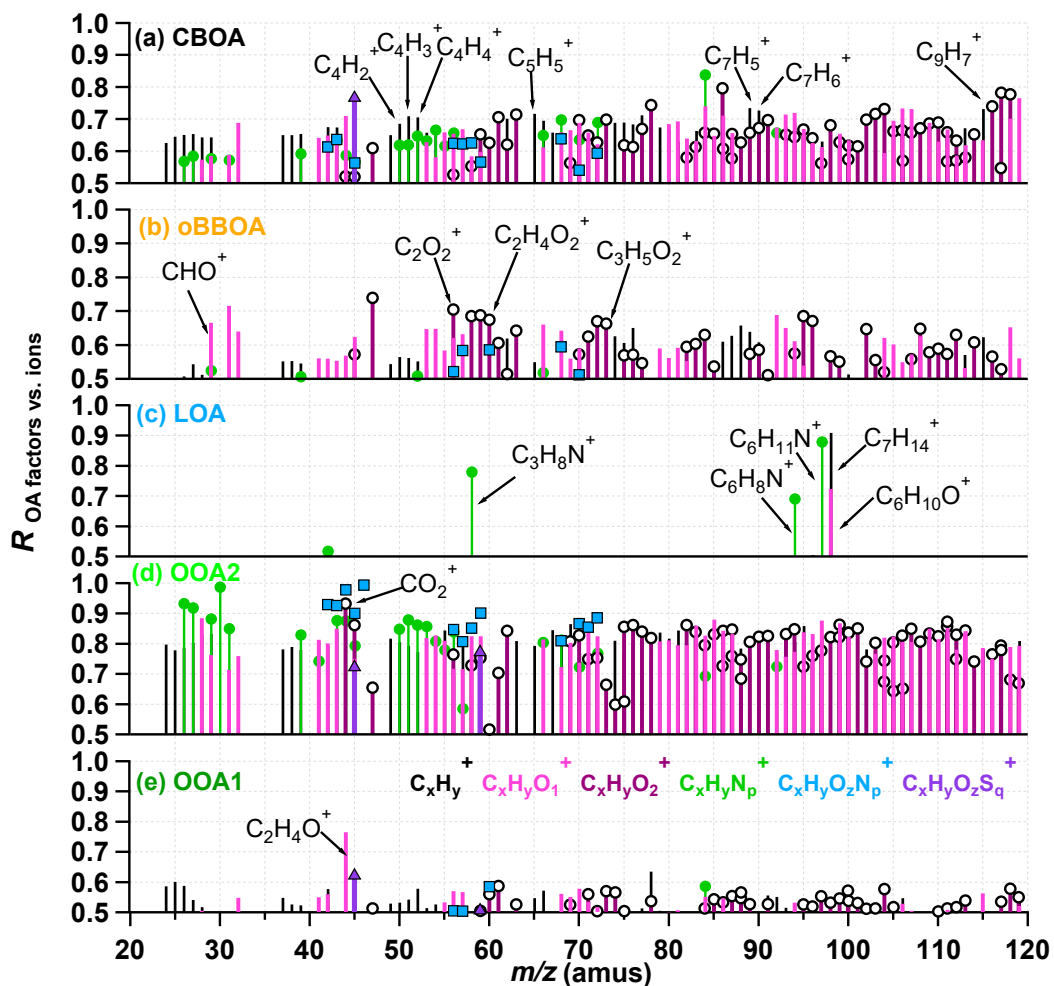 R OA factors vs. ions
1.0 (a) CBOA
C4H2+ C4H3+ C4H4+ C5H5+ C7H5+ C7H6+ C9H7+
0.9
0.8
0.7
0.6
0.5
1.0 (b) oBBOA
CHO+ C2O2+ C2H4O2+ C3H5O2+
0.9
0.8
0.7
0.6
0.5
1.0 (c) LOA
C3H8N+ C6H8N+ C6H11N+ C7H14+ C6H10O+
0.9
0.8
0.7
0.6
0.5
1.0 (d) OOA2
CO2+
0.9
0.8
0.7
0.6
0.5
1.0 (e) OOA1
CxHy+ CxHyO1+ CxHyO2+ CxHyNp+ CxHyOzNp+ CxHyOzSq+
C2H4O+
0.9
0.8
0.7
0.6
0.5
20 30 40 50 60 70 80 90 100 110 120
m/z (amus)